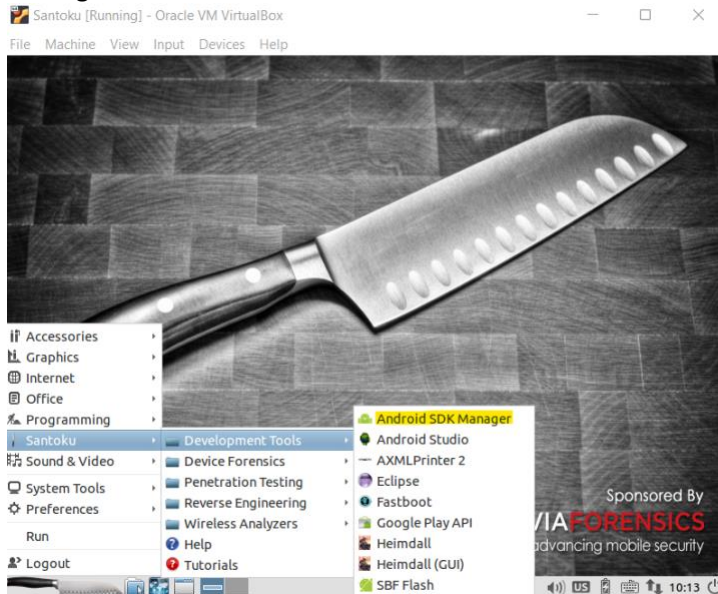 Santoku [Running] - Oracle VM VirtualBox
File Machine View Input Devices Help
Accessories
Graphics
Internet
Office
Programming
Santoku
Sound & Video
System Tools
Preferences
Run
Logout
Development Tools
Device Forensics
Penetration Testing
Reverse Engineering
Wireless Analyzers
Help
Tutorials
Android SDK Manager
Android Studio
AXMLPrinter 2
Eclipse
Fastboot
Google Play API
Heimdall
Heimdall (GUI)
SBF Flash
Sponsored By
VIAFORENSICS
advancing mobile security
US 10:13